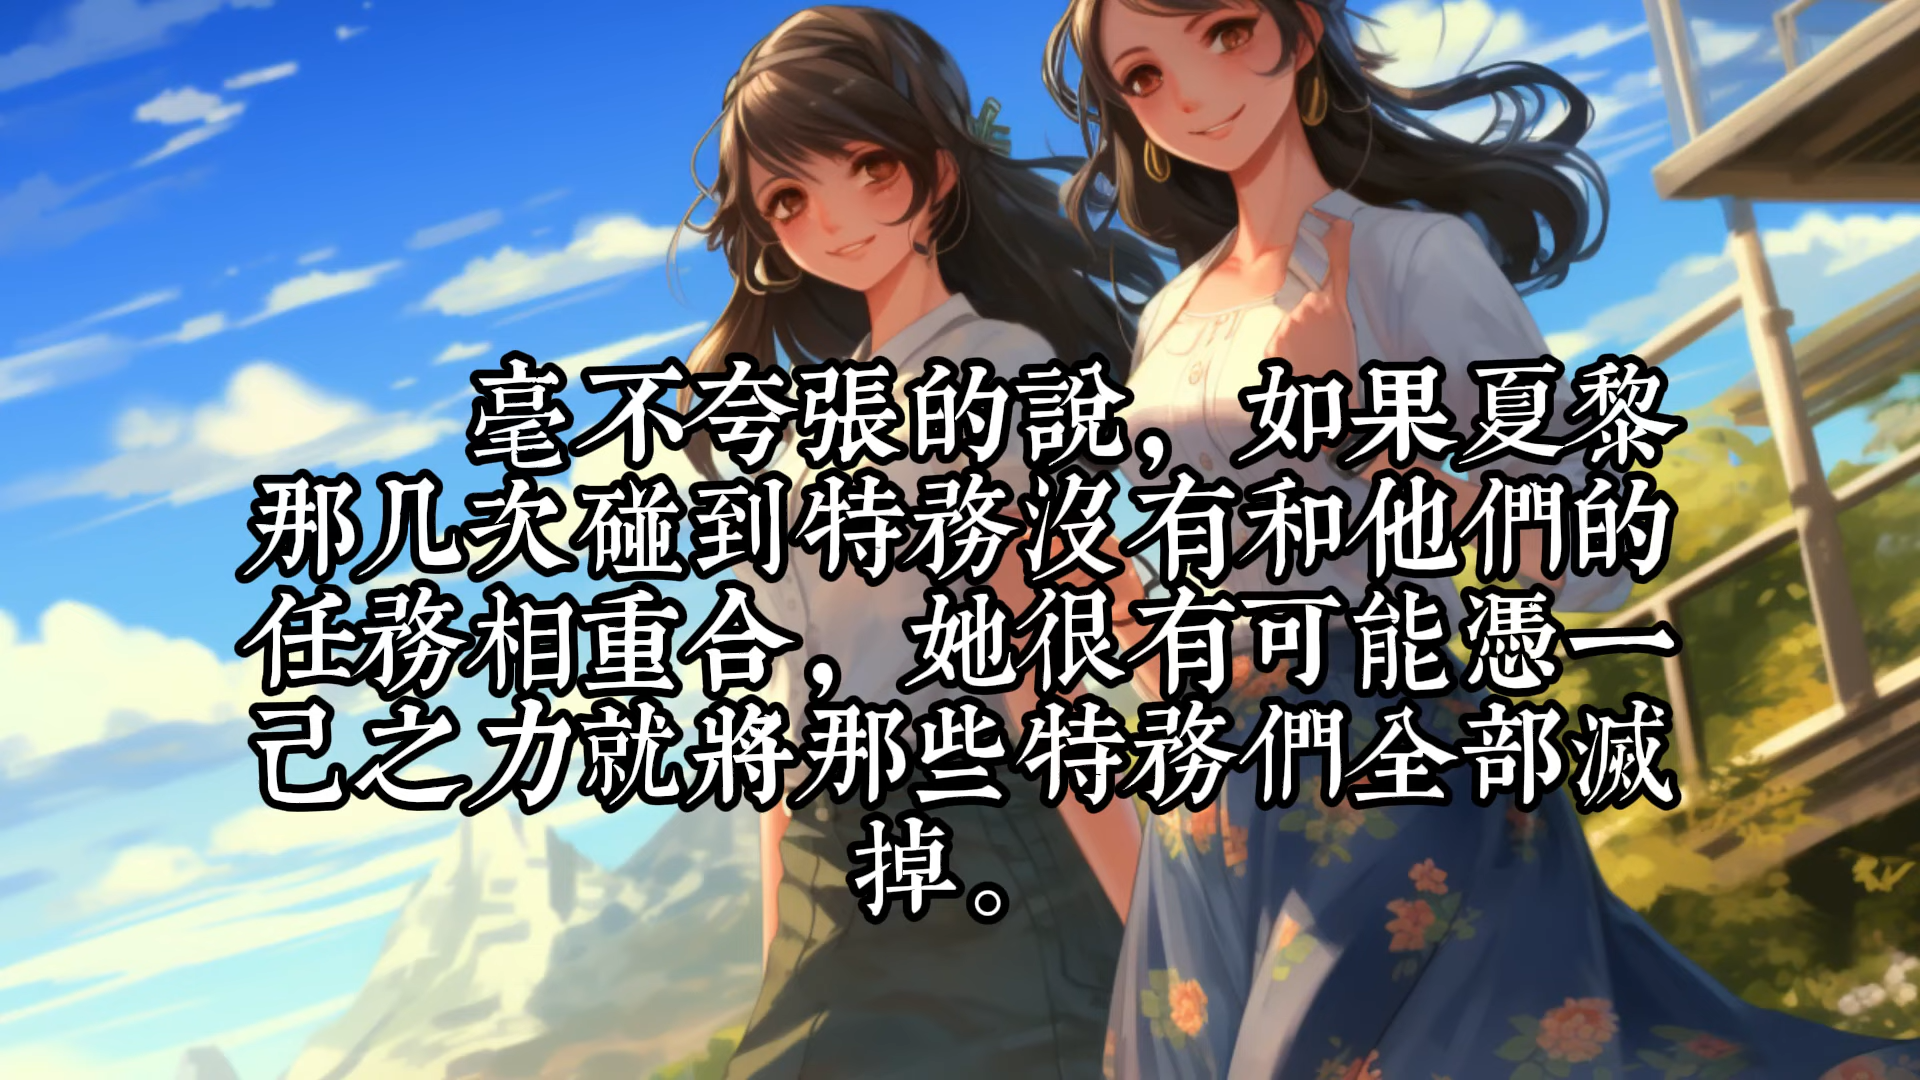 毫不夸張的說，如果夏黎
那几次碰到特務沒有和他們的
任務相重合，她很有可能憑一
己之力就將那些特務們全部滅
掉。